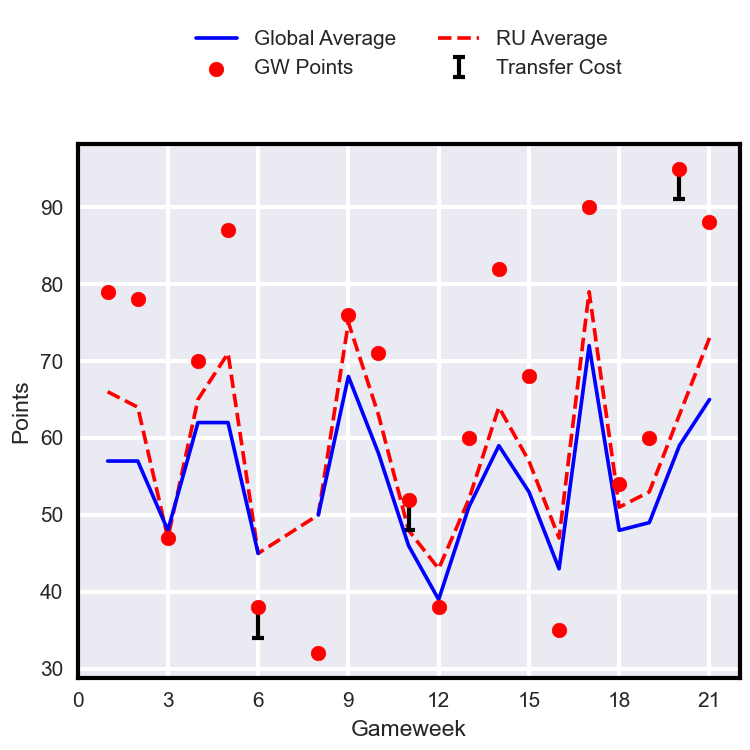 Global Average
RU Average
GW Points
Transfer Cost
90
80
70
60
50
40
30
Points
0 3 6 9 12 15 18 21
Gameweek